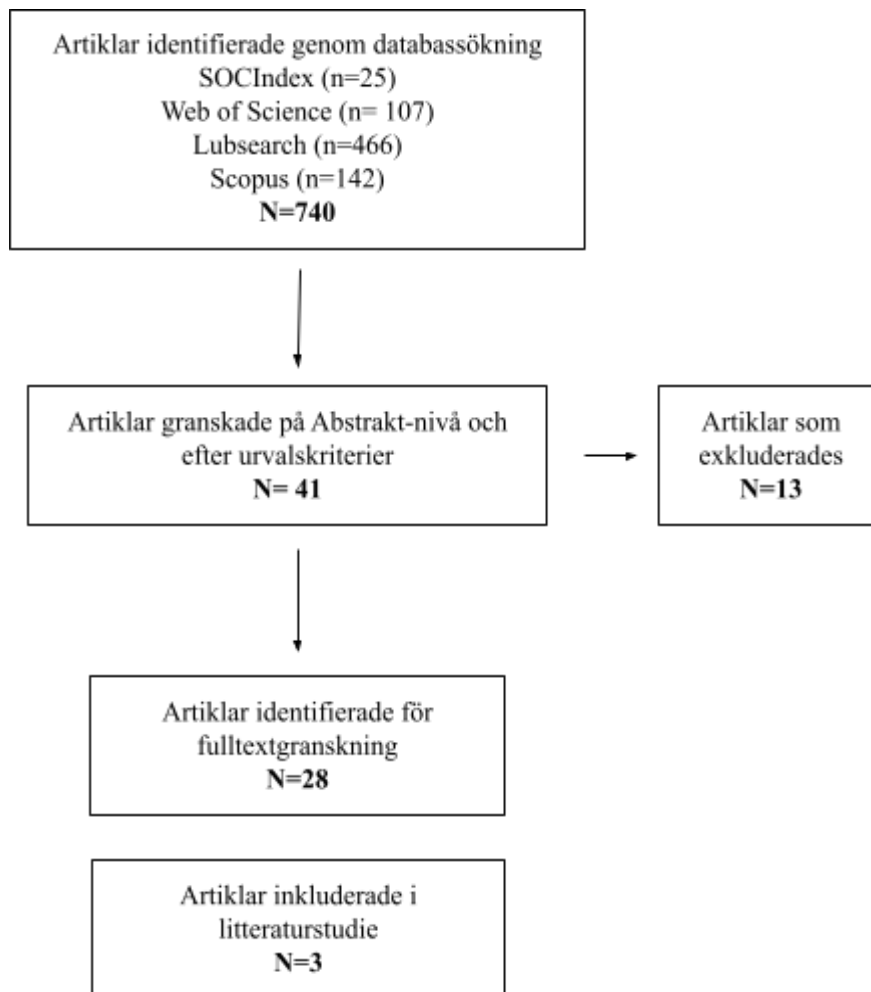 Artiklar identifierade genom databassökning
SOCIndex (n=25)
Web of Science (n= 107)
Lubsearch (n=466)
Scopus (n=142)
N=740
Artiklar granskade på Abstrakt-nivå och
efter urvalskriterier
N= 41
Artiklar som
exkluderades
N=13
Artiklar identifierade för
fulltextgranskning
N=28
Artiklar inkluderade i
litteraturstudie
N=3